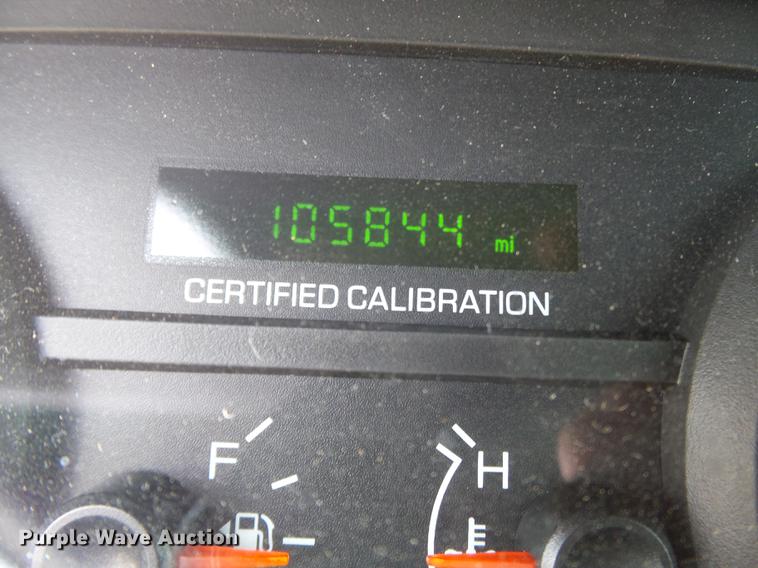 105844 mi
CERTIFIED CALIBRATION
F H
Purple Wave Auction